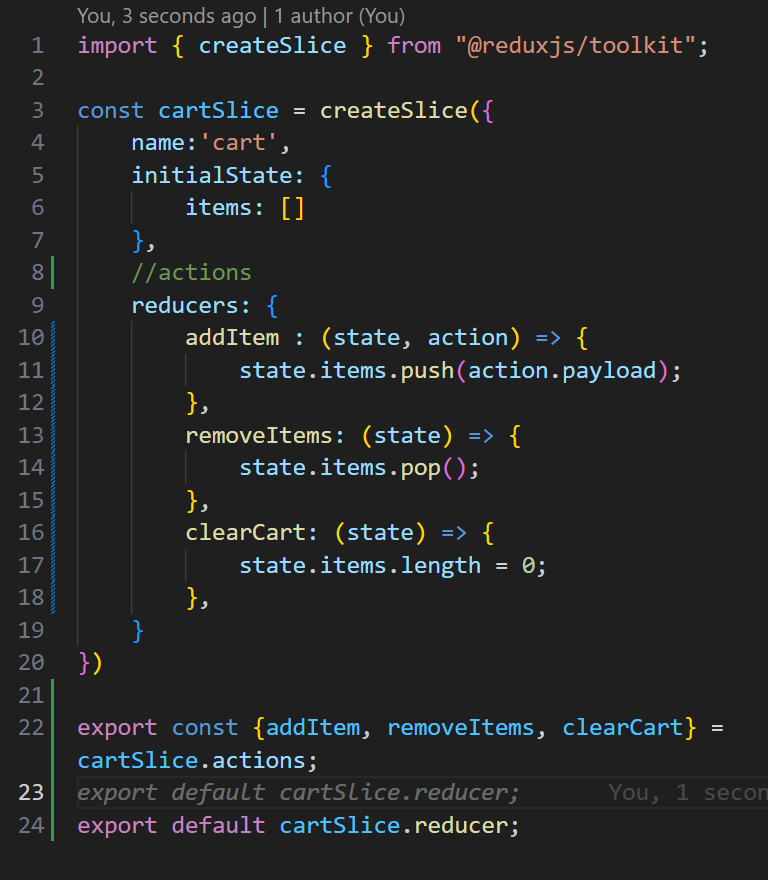 You, 3 seconds ago | 1 author (You)
1 import { createSlice } from "@reduxjs/toolkit";
2
3 const cartSlice = createSlice({
4     name:'cart',
5     initialState: {
6         items: []
7     },
8     //actions
9     reducers: {
10         addItem : (state, action) => {
11             state.items.push(action.payload);
12         },
13         removeItems: (state) => {
14             state.items.pop();
15         },
16         clearCart: (state) => {
17             state.items.length = 0;
18         },
19     }
20 })
21
22 export const {addItem, removeItems, clearCart} =
cartSlice.actions;
23 export default cartSlice.reducer; You, 1 secon
24 export default cartSlice.reducer;